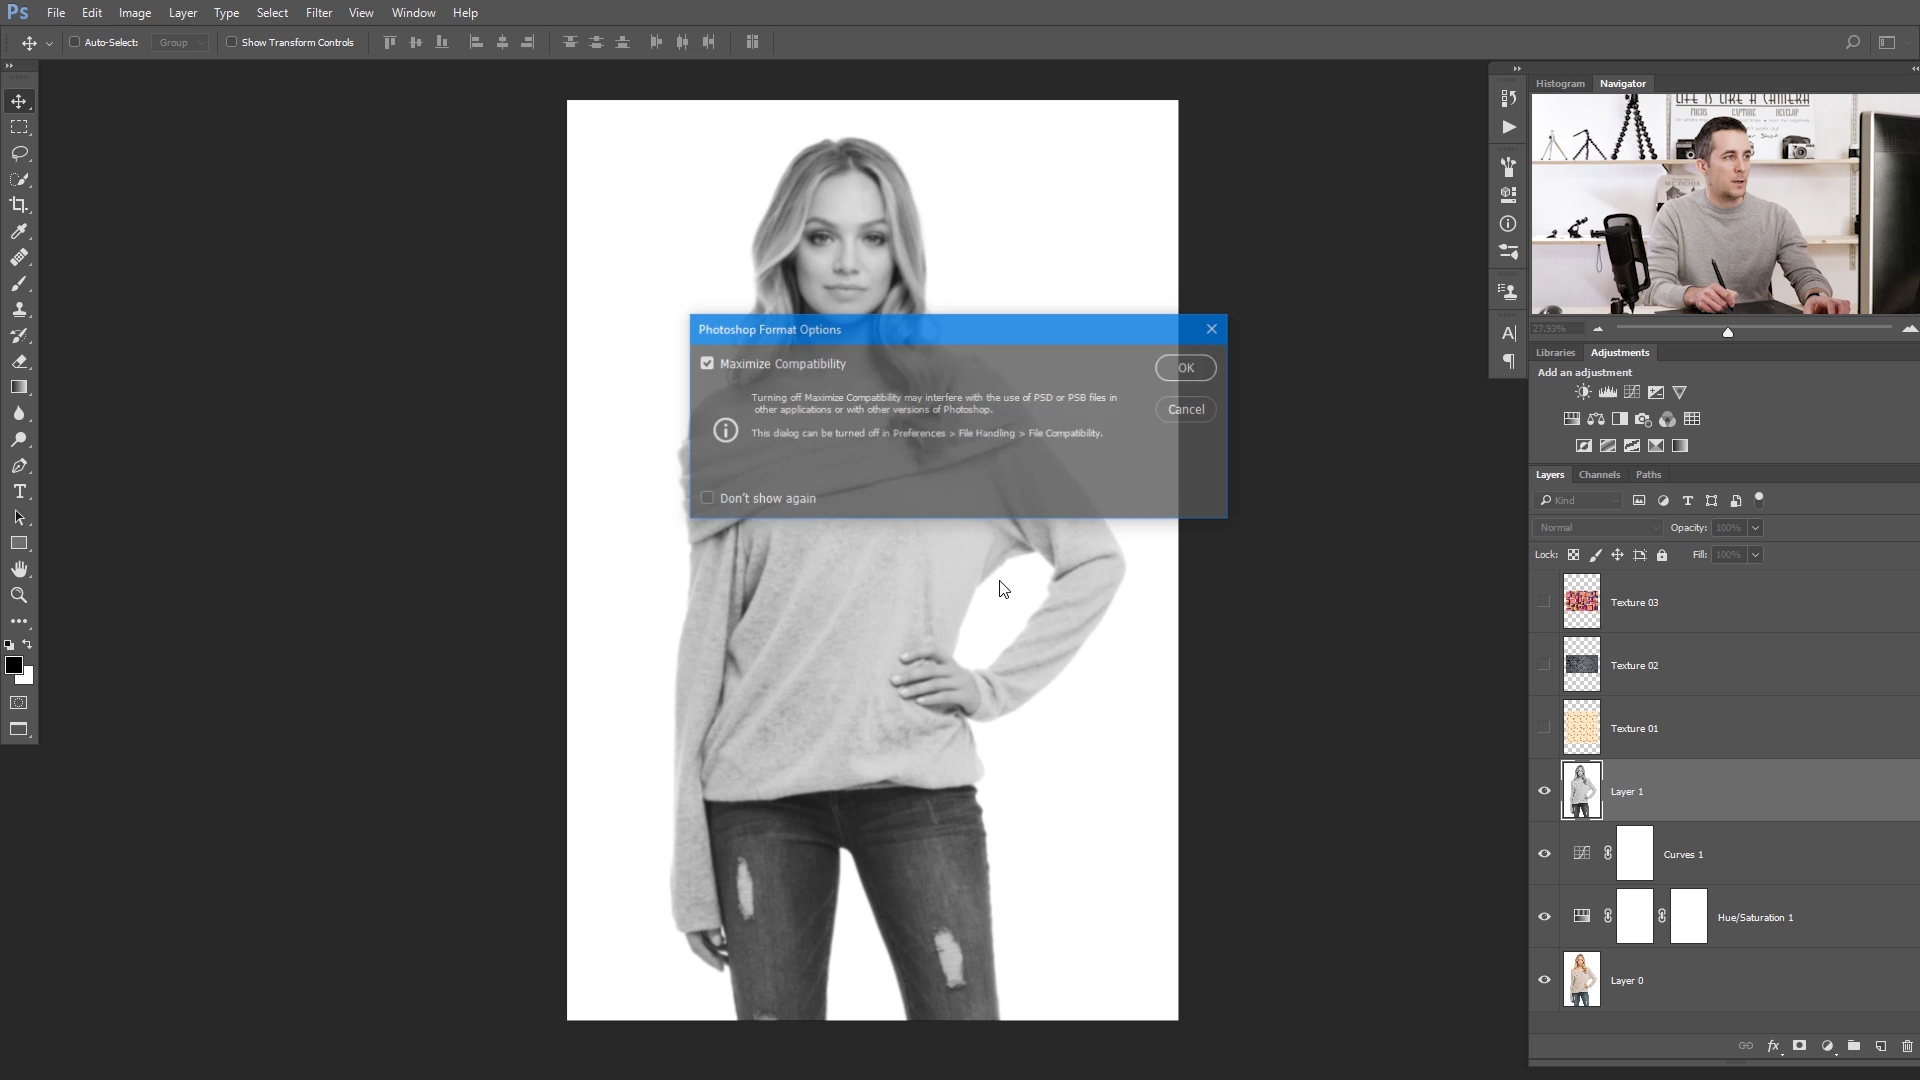 Ps File Edit Image Layer Type Select Filter View Window Help
Auto-Select: Group Show Transform Controls
Histogram Navigator
LIFE IS LIKE A CAMERA
FOCUS CAPTURE DEVELOP
27.93%
Photoshop Format Options
Maximize Compatibility
OK
Turning off Maximize Compatibility may interfere with the use of PSD or PSB files in
other applications or with other versions of Photoshop.
Cancel
This dialog can be turned off in Preferences > File Handling > File Compatibility.
Don't show again
Libraries Adjustments
Add an adjustment
Layers Channels Paths
Kind
Normal Opacity: 100%
Lock: Fill: 100%
Texture 03
Texture 02
Texture 01
Layer 1
Curves 1
Hue/Saturation 1
Layer 0
fx